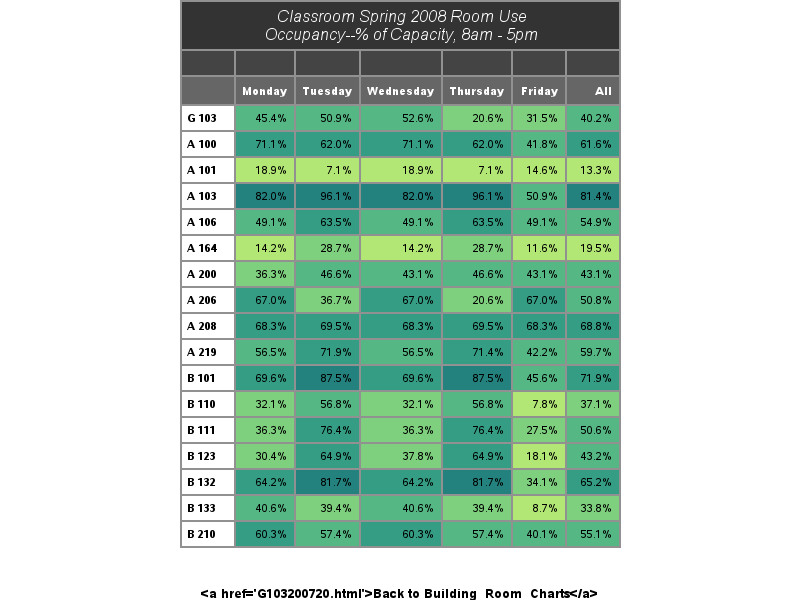 Classroom Spring 2008 Room Use
Occupancy--% of Capacity, 8am - 5pm
Monday Tuesday Wednesday Thursday Friday All
G 103 45.4% 50.9% 52.6% 20.6% 31.5% 40.2%
A 100 71.1% 62.0% 71.1% 62.0% 41.8% 61.6%
A 101 18.9% 7.1% 18.9% 7.1% 14.6% 13.3%
A 103 82.0% 96.1% 82.0% 96.1% 50.9% 81.4%
A 106 49.1% 63.5% 49.1% 63.5% 49.1% 54.9%
A 164 14.2% 28.7% 14.2% 28.7% 11.6% 19.5%
A 200 36.3% 46.6% 43.1% 46.6% 43.1% 43.1%
A 206 67.0% 36.7% 67.0% 20.6% 67.0% 50.8%
A 208 68.3% 69.5% 68.3% 69.5% 68.3% 68.8%
A 219 56.5% 71.9% 56.5% 71.4% 42.2% 59.7%
B 101 69.6% 87.5% 69.6% 87.5% 45.6% 71.9%
B 110 32.1% 56.8% 32.1% 56.8% 7.8% 37.1%
B 111 36.3% 76.4% 36.3% 76.4% 27.5% 50.6%
B 123 30.4% 64.9% 37.8% 64.9% 18.1% 43.2%
B 132 64.2% 81.7% 64.2% 81.7% 34.1% 65.2%
B 133 40.6% 39.4% 40.6% 39.4% 8.7% 33.8%
B 210 60.3% 57.4% 60.3% 57.4% 40.1% 55.1%
<a href='G103200720.html'>Back to Building_Room_Charts</a>